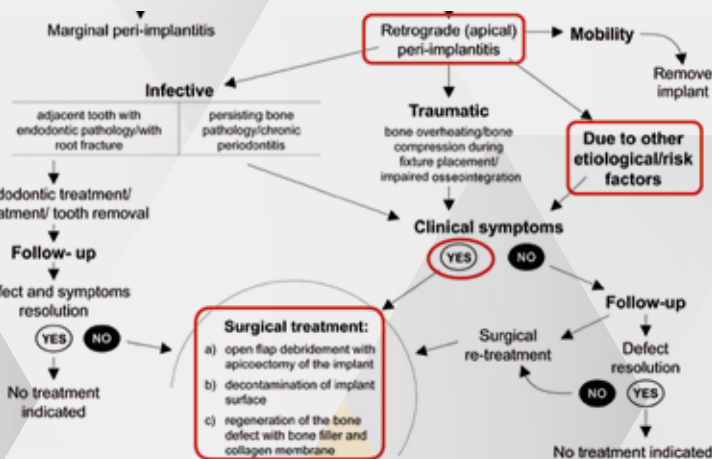 Marginal peri-implantitis
Retrograde (apical)
peri-implantitis
Mobility
Remove
implant
Infective
adjacent tooth with
endodontic pathology/with
root fracture
persisting bone
pathology/chronic
periodontitis
Traumatic
bone overheating/bone
compression during
fixture placement/
impaired osseointegration
Due to other
etiological/risk
factors
dodontic treatment/
atment/ tooth removal
Follow- up
fect and symptoms
resolution
YES NO
No treatment
indicated
Clinical symptoms
YES NO
Surgical treatment:
a) open flap debridement with
apicoectomy of the implant
b) decontamination of implant
surface
c) regeneration of the bone
defect with bone filler and
collagen membrane
Follow-up
Surgical
re-treatment
Defect
resolution
NO YES
No treatment indicated